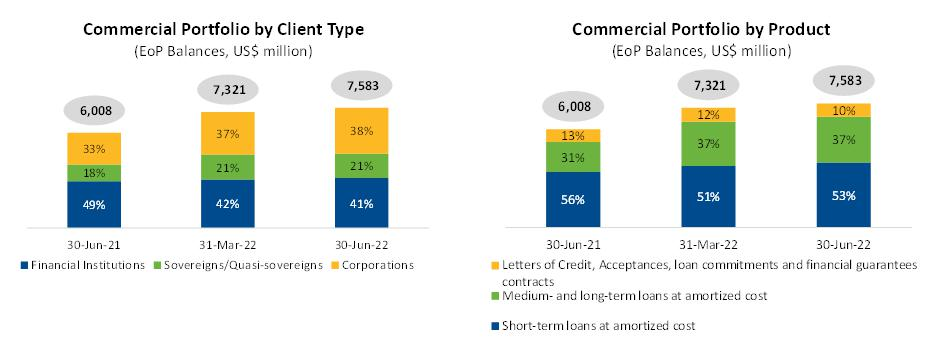 Commercial Portfolio by Client Type
(EoP Balances, US$ million)
6,008
7,321
7,583
33%
37%
38%
18%
21%
21%
49%
42%
41%
30-Jun-21
31-Mar-22
30-Jun-22
Financial Institutions
Sovereigns/Quasi-sovereigns
Corporations
Commercial Portfolio by Product
(EoP Balances, US$ million)
6,008
7,321
7,583
13%
12%
10%
31%
37%
37%
56%
51%
53%
30-Jun-21
31-Mar-22
30-Jun-22
Letters of Credit, Acceptances, loan commitments and financial guarantees
contracts
Medium- and long-term loans at amortized cost
Short-term loans at amortized cost